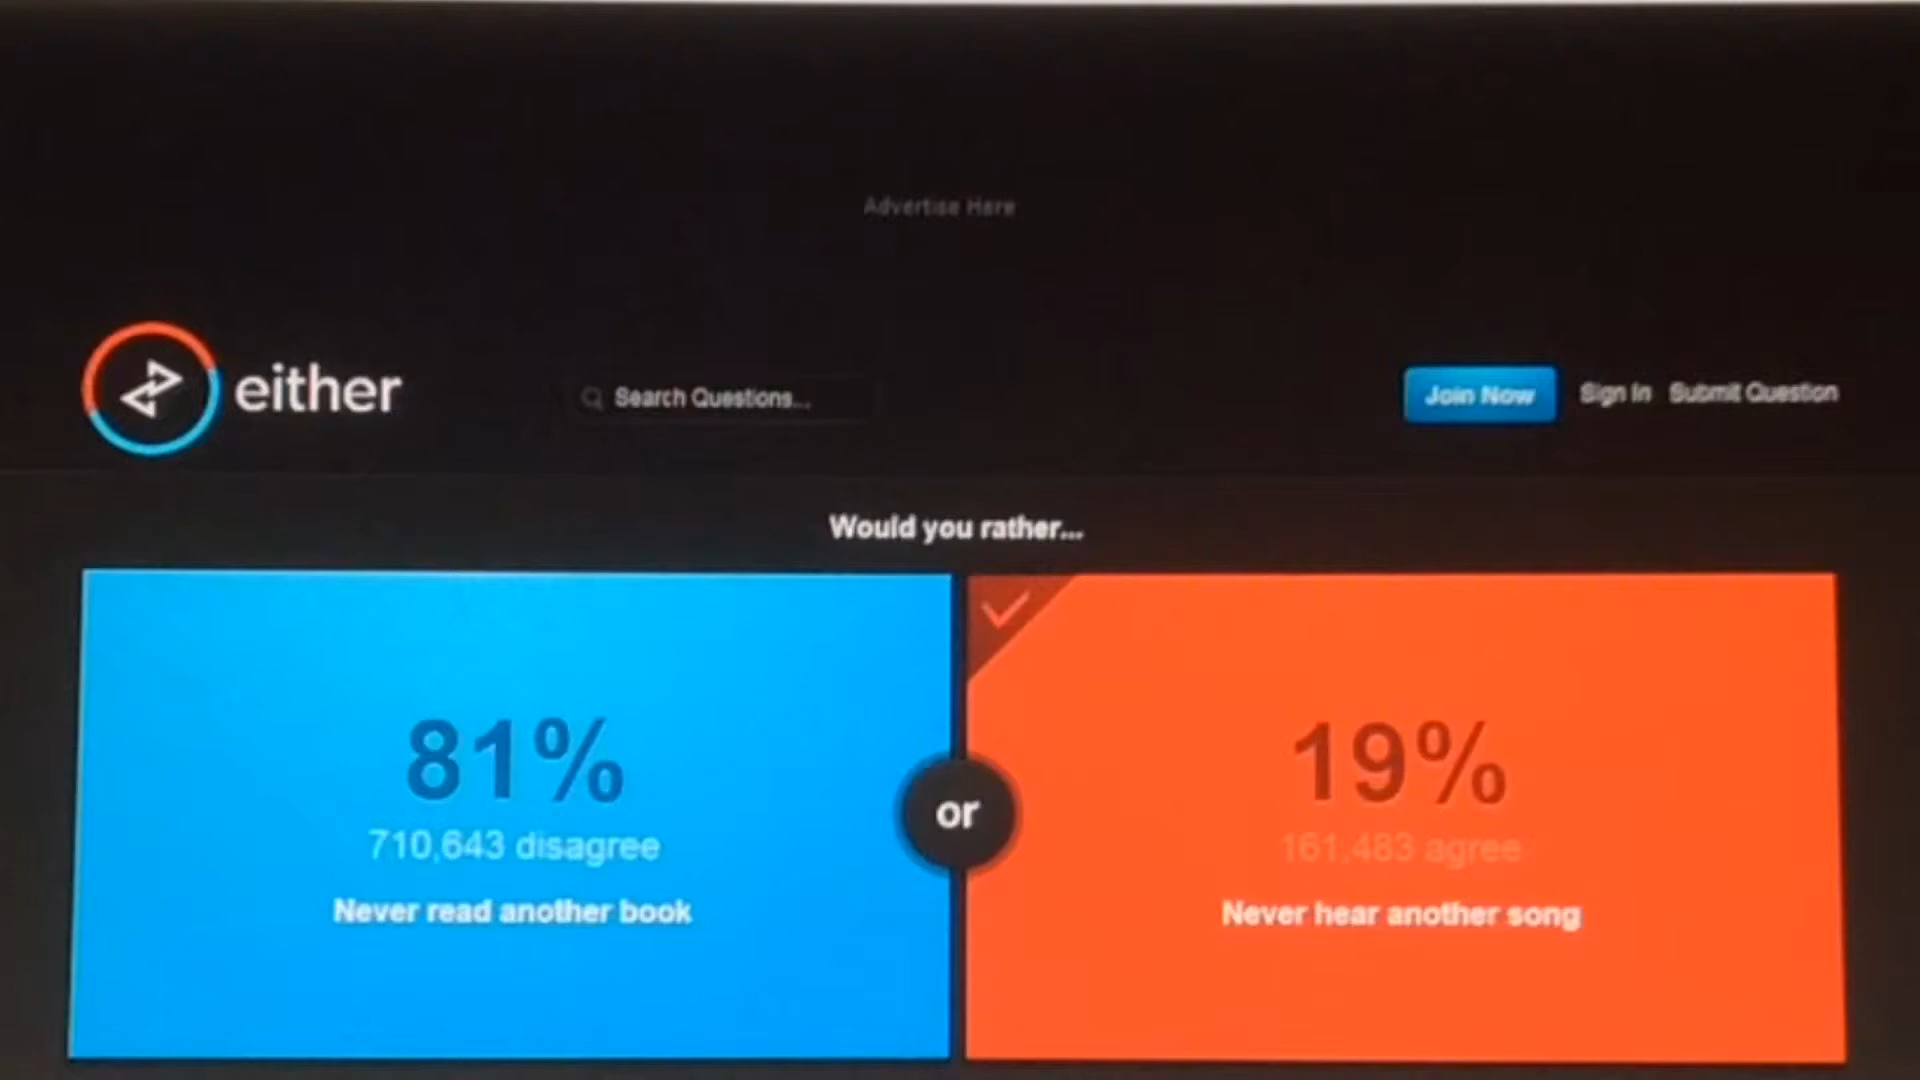 Advertise Here
either
Search Questions...
Join Now
Sign In
Submit Question
Would you rather...
81%
710,643 disagree
Never read another book
or
19%
161,483 agree
Never hear another song